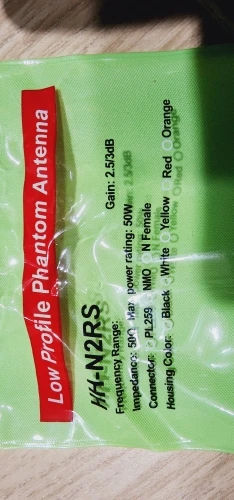 Low Profile Phantom Antenna
HH-N2RS
Frequency Range: Gain: 2.5/3dB
Impedance: 50Ω Max power rating: 50W
Connector: PL259 NMO N Female
Housing Color: Black White Yellow Red Orange